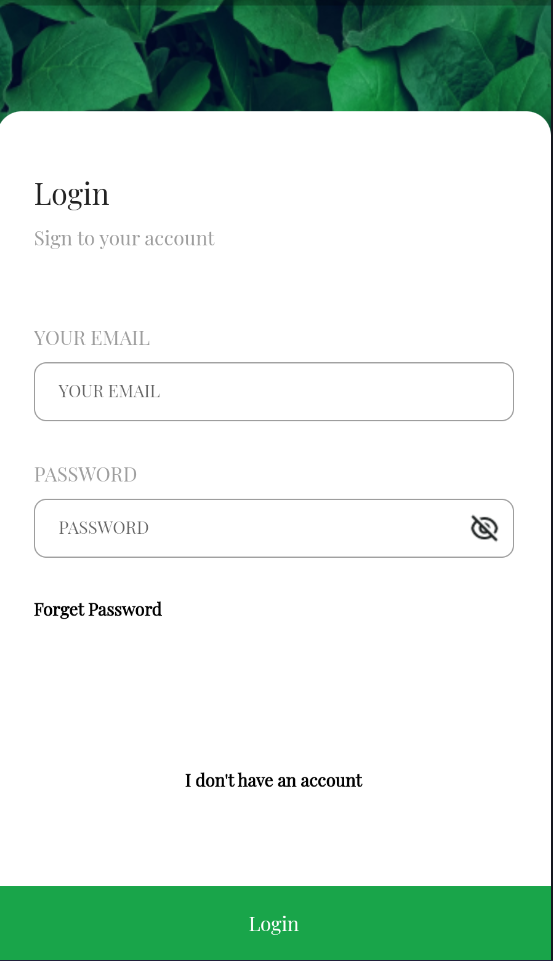 Login
Sign to your account
YOUR EMAIL
YOUR EMAIL
PASSWORD
PASSWORD
Forget Password
I don't have an account
Login